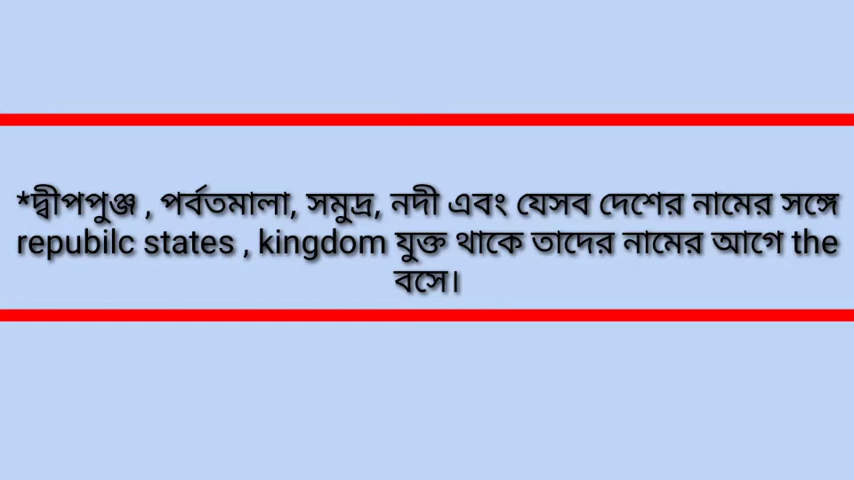 *দ্বীপপুঞ্জ , পর্বতমালা, সমুদ্র, নদী এবং যেসব দেশের নামের সঙ্গে
repubilc states , kingdom যুক্ত থাকে তাদের নামের আগে the
বসে।